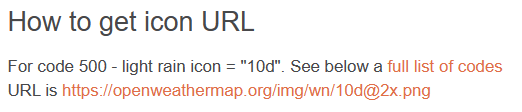 How to get icon URL
For code 500 - light rain icon = "10d". See below a full list of codes
URL is https://openweathermap.org/img/wn/10d@2x.png